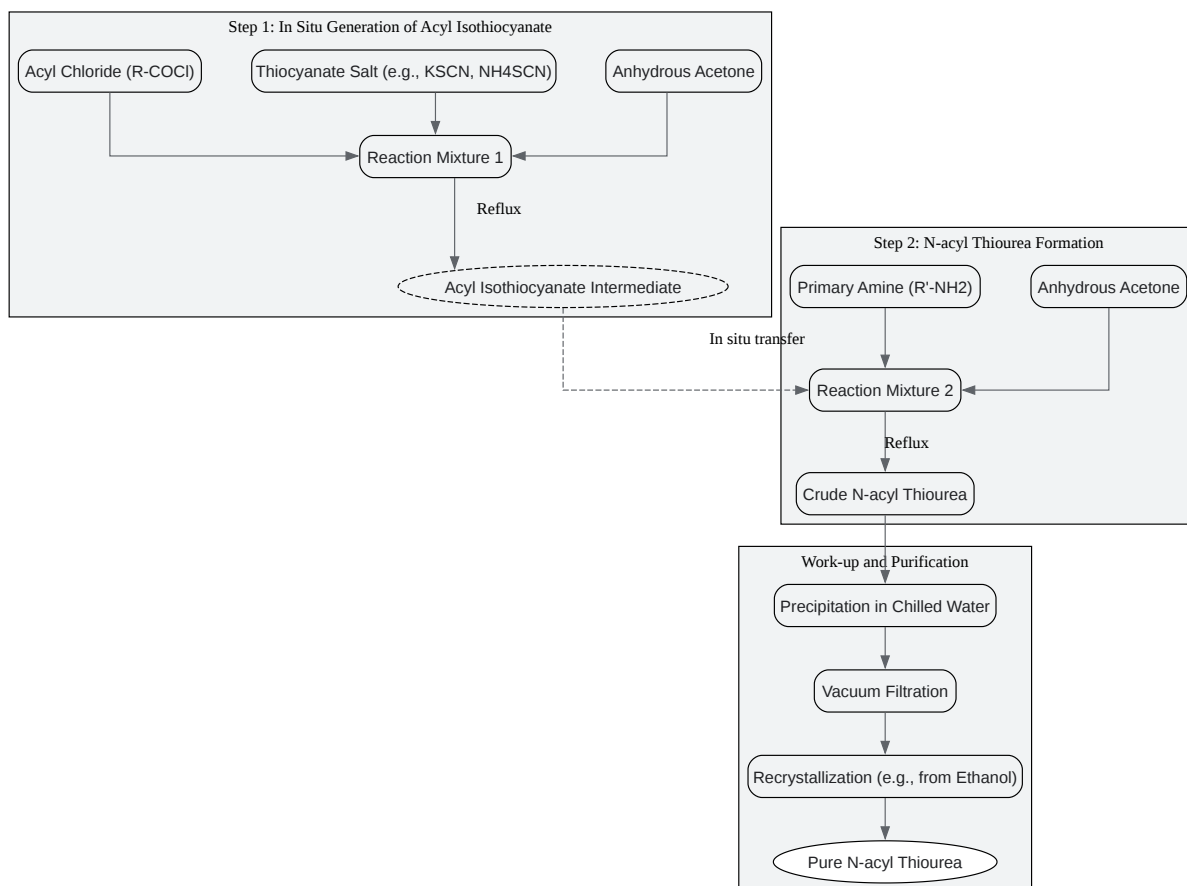 Step 1: In Situ Generation of Acyl Isothiocyanate
Acyl Chloride (R-COCl)
Thiocyanate Salt (e.g., KSCN, NH4SCN)
Anhydrous Acetone
Reaction Mixture 1
Reflux
Acyl Isothiocyanate Intermediate
In situ transfer
Step 2: N-acyl Thiourea Formation
Primary Amine (R'-NH2)
Anhydrous Acetone
Reaction Mixture 2
Reflux
Crude N-acyl Thiourea
Work-up and Purification
Precipitation in Chilled Water
Vacuum Filtration
Recrystallization (e.g., from Ethanol)
Pure N-acyl Thiourea